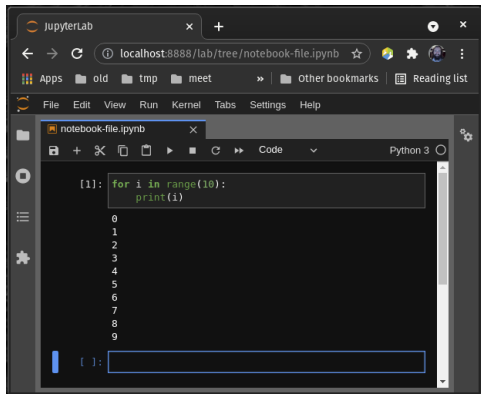 JupyterLab
localhost:8888/lab/tree/notebook-file.ipynb
Apps old tmp meet » Other bookmarks Reading list
File Edit View Run Kernel Tabs Settings Help
notebook-file.ipynb
Code Python 3
[1]: for i in range(10):
print(i)
0
1
2
3
4
5
6
7
8
9
[ ]: